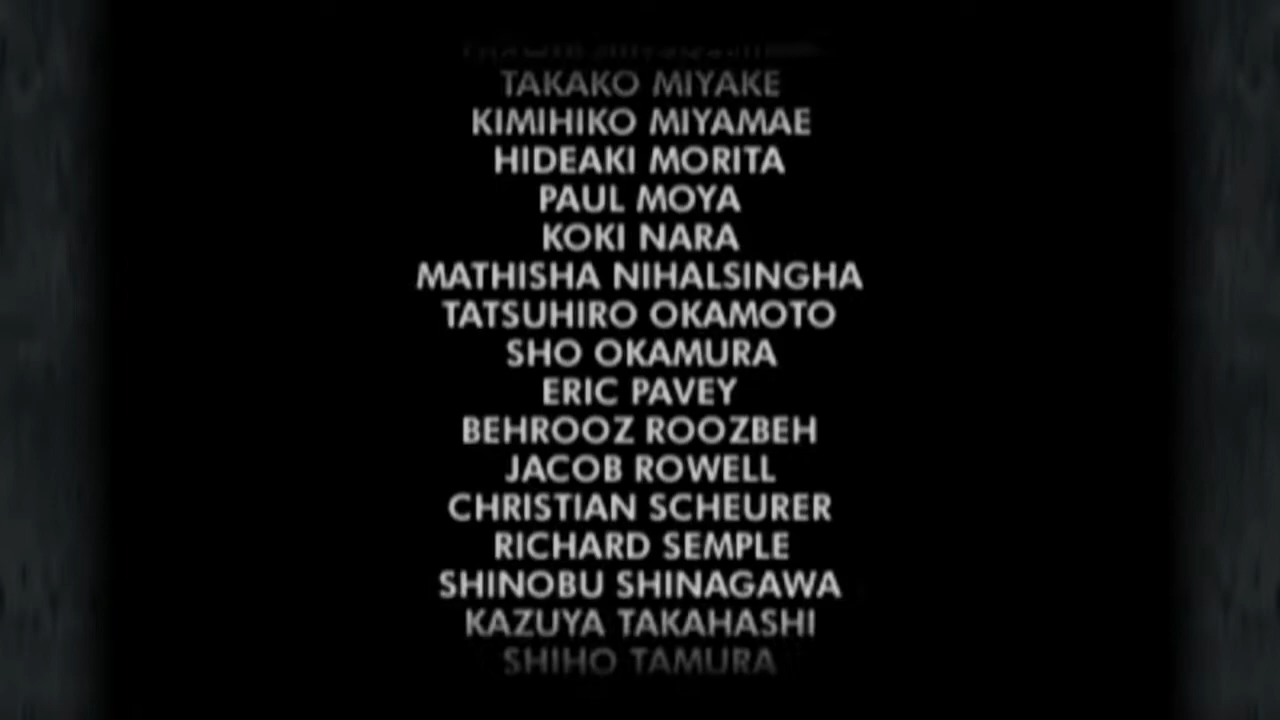 TAKAKO MIYAKE
KIMIHIKO MIYAMAE
HIDEAKI MORITA
PAUL MOYA
KOKI NARA
MATHISHA NIHALSINGHA
TATSUHIRO OKAMOTO
SHO OKAMURA
ERIC PAVEY
BEHROOZ ROOZBEH
JACOB ROWELL
CHRISTIAN SCHEURER
RICHARD SEMPLE
SHINOBU SHINAGAWA
KAZUYA TAKAHASHI
SHIHO TAMURA